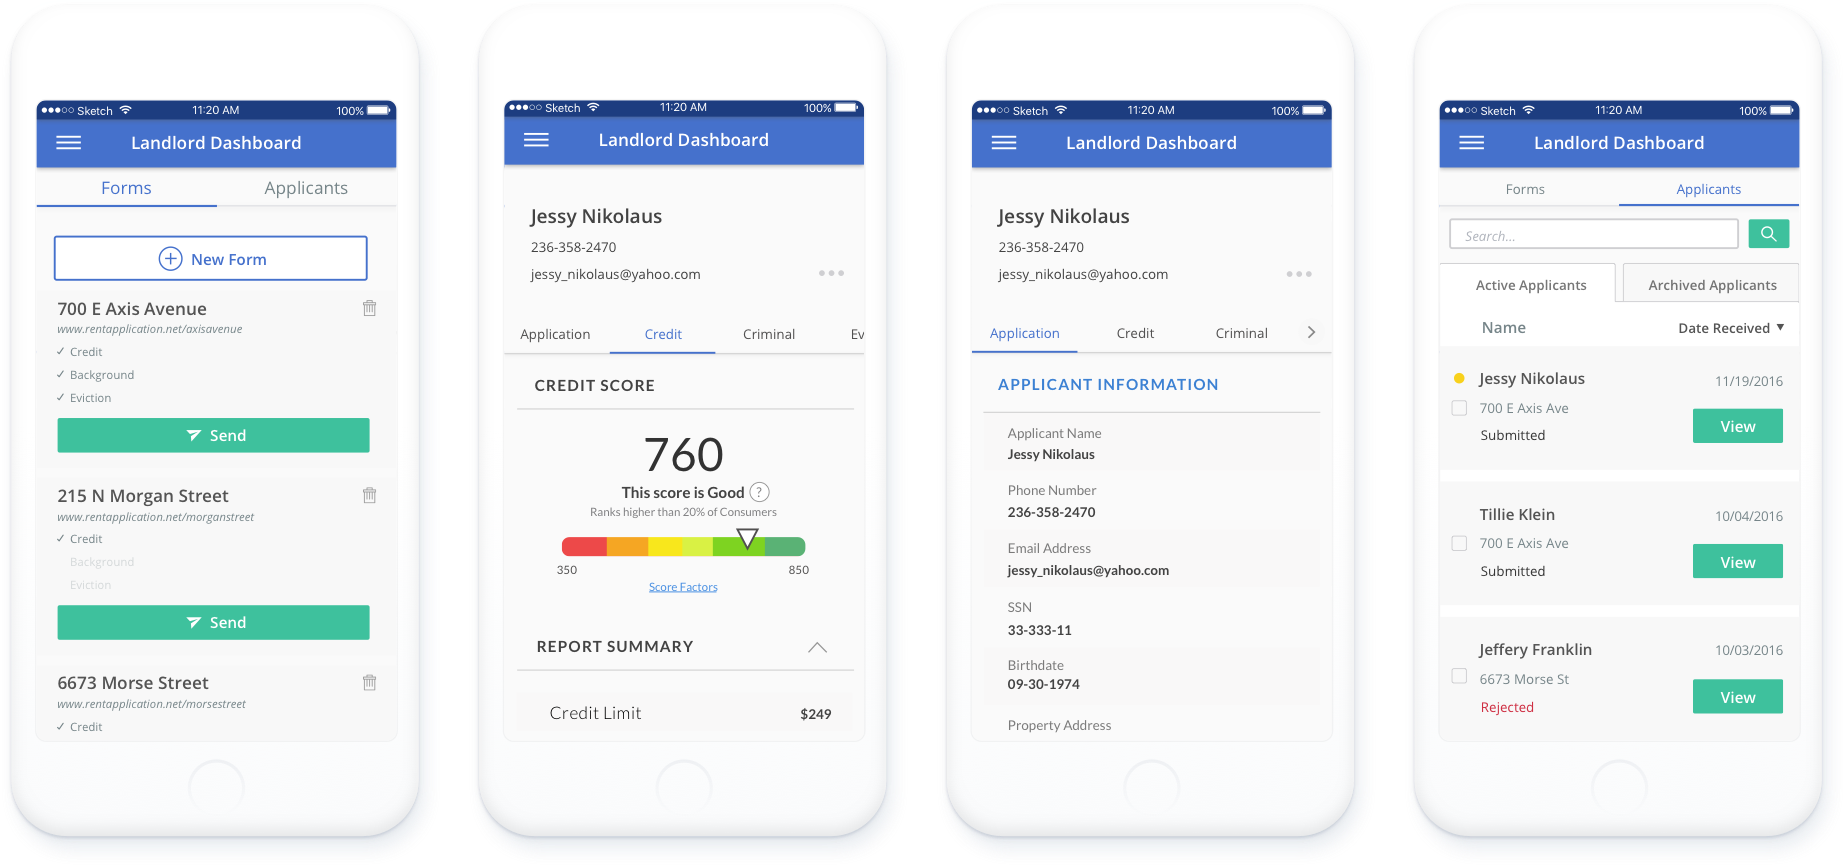 Sketch 11:20 AM 100%
Landlord Dashboard
Forms Applicants
New Form
700 E Axis Avenue
www.rentapplication.net/axisavenue
✓ Credit
✓ Background
✓ Eviction
Send
215 N Morgan Street
www.rentapplication.net/morganstreet
✓ Credit
Background
Eviction
Send
6673 Morse Street
www.rentapplication.net/morsestreet
✓ Credit
Sketch 11:20 AM 100%
Landlord Dashboard
Jessy Nikolaus
236-358-2470
jessy_nikolaus@yahoo.com
Application Credit Criminal Ev
CREDIT SCORE
760
This score is Good ?
Ranks higher than 20% of Consumers
350 850
Score Factors
REPORT SUMMARY
Credit Limit $249
Sketch 11:20 AM 100%
Landlord Dashboard
Jessy Nikolaus
236-358-2470
jessy_nikolaus@yahoo.com
Application Credit Criminal
APPLICANT INFORMATION
Applicant Name
Jessy Nikolaus
Phone Number
236-358-2470
Email Address
jessy_nikolaus@yahoo.com
SSN
33-333-11
Birthdate
09-30-1974
Property Address
Sketch 11:20 AM 100%
Landlord Dashboard
Forms Applicants
Search...
Active Applicants Archived Applicants
Name Date Received ▼
Jessy Nikolaus 11/19/2016
700 E Axis Ave
Submitted View
Tillie Klein 10/04/2016
700 E Axis Ave
Submitted View
Jeffery Franklin 10/03/2016
6673 Morse St
Rejected View